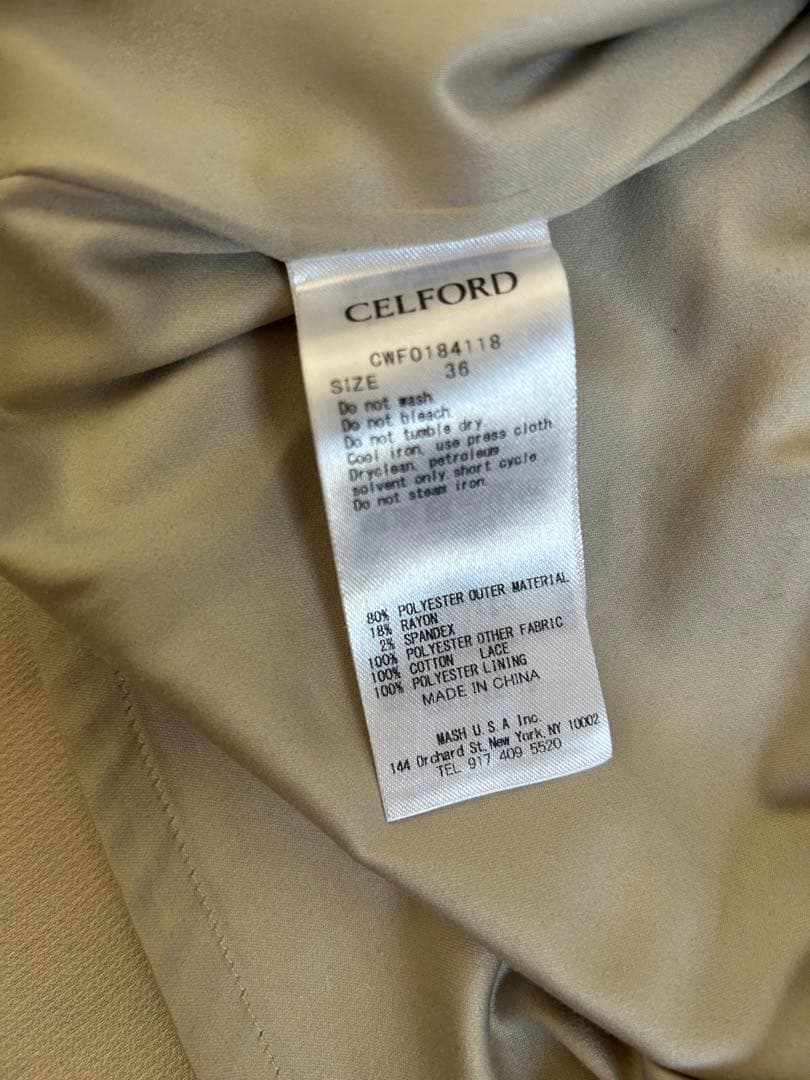 CELFORD
CWFO184118
SIZE 36
Do not wash.
Do not bleach.
Do not tumble dry.
Cool iron, use press cloth
Dryclean, petroleum
solvent only short cycle.
Do not steam iron.
80% POLYESTER OUTER MATERIAL
18% RAYON
2% SPANDEX
100% POLYESTER OTHER FABRIC
100% COTTON LACE
100% POLYESTER LINING
MADE IN CHINA
MASH U.S.A Inc.
144 Orchard St, New York, NY 10002
TEL 917 409 5520